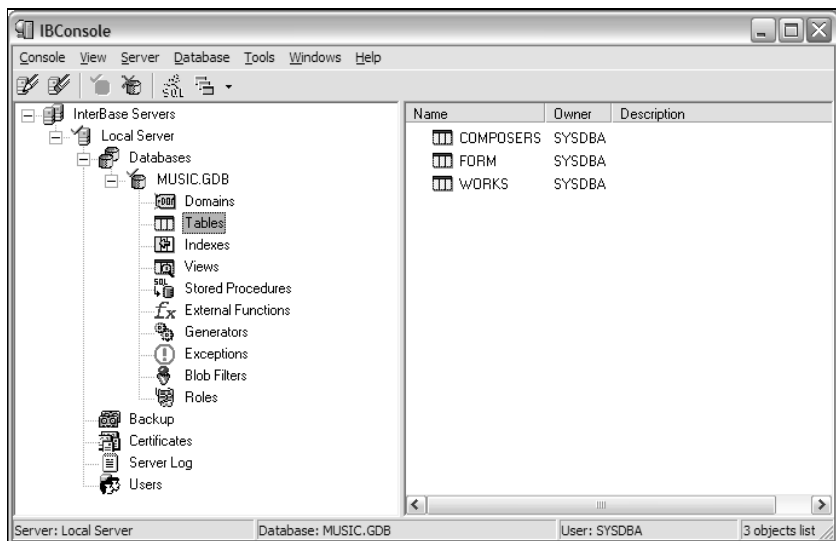 IBConsole
Console View Server Database Tools Windows Help
SQL
InterBase Servers
Local Server
Databases
MUSIC.GDB
Domains
Tables
Indexes
Views
Stored Procedures
External Functions
Generators
Exceptions
Blob Filters
Roles
Backup
Certificates
Server Log
Users
Name Owner Description
COMPOSERS SYSDBA
FORM SYSDBA
WORKS SYSDBA
Server: Local Server Database: MUSIC.GDB User: SYSDBA 3 objects list